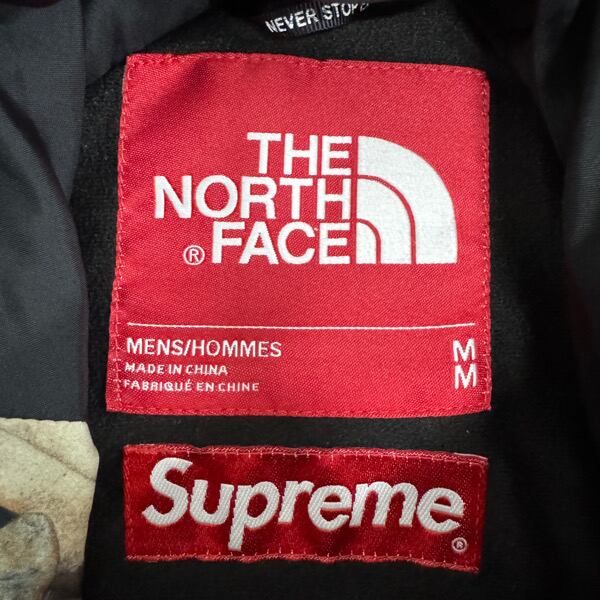 NEVER STOP
THE
NORTH
® FACE
MENS/HOMMES M
MADE IN CHINA M
FABRIQUÉ EN CHINE
Supreme®